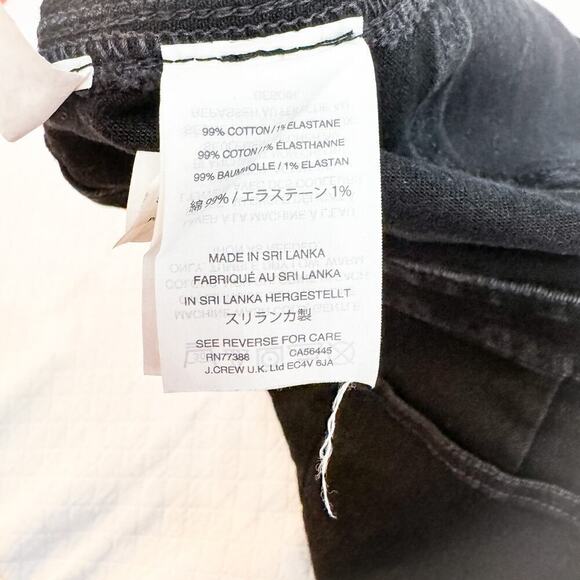 99% COTTON / 1% ELASTANE
99% COTON / 1% ÉLASTHANNE
99% BAUMWOLLE / 1% ELASTAN
綿 99% / エラステーン 1%
MADE IN SRI LANKA
FABRIQUÉ AU SRI LANKA
IN SRI LANKA HERGESTELLT
スリランカ製
SEE REVERSE FOR CARE
RN77388 CA56445
J.CREW U.K. Ltd EC4V 6JA